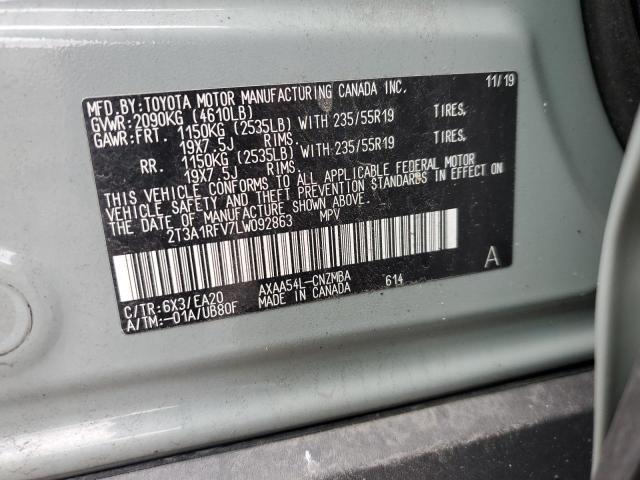 MFD.BY:TOYOTA MOTOR MANUFACTURING CANADA INC. 11/19
GVWR:2090KG (4610LB)
GAWR:FRT. 1150KG (2535LB) WITH 235/55R19 TIRES,
19X7.5J RIMS.
RR. 1150KG (2535LB) WITH 235/55R19 TIRES,
19X7.5J RIMS.
THIS VEHICLE CONFORMS TO ALL APPLICABLE FEDERAL MOTOR
VEHICLE SAFETY AND THEFT PREVENTION STANDARDS IN EFFECT ON
THE DATE OF MANUFACTURE SHOWN ABOVE.
2T3A1RFV7LW092863 MPV
A
C/TR:6X3/EA20 AXAA54L-CNZMBA 614
A/TM:-01A/UB80F MADE IN CANADA